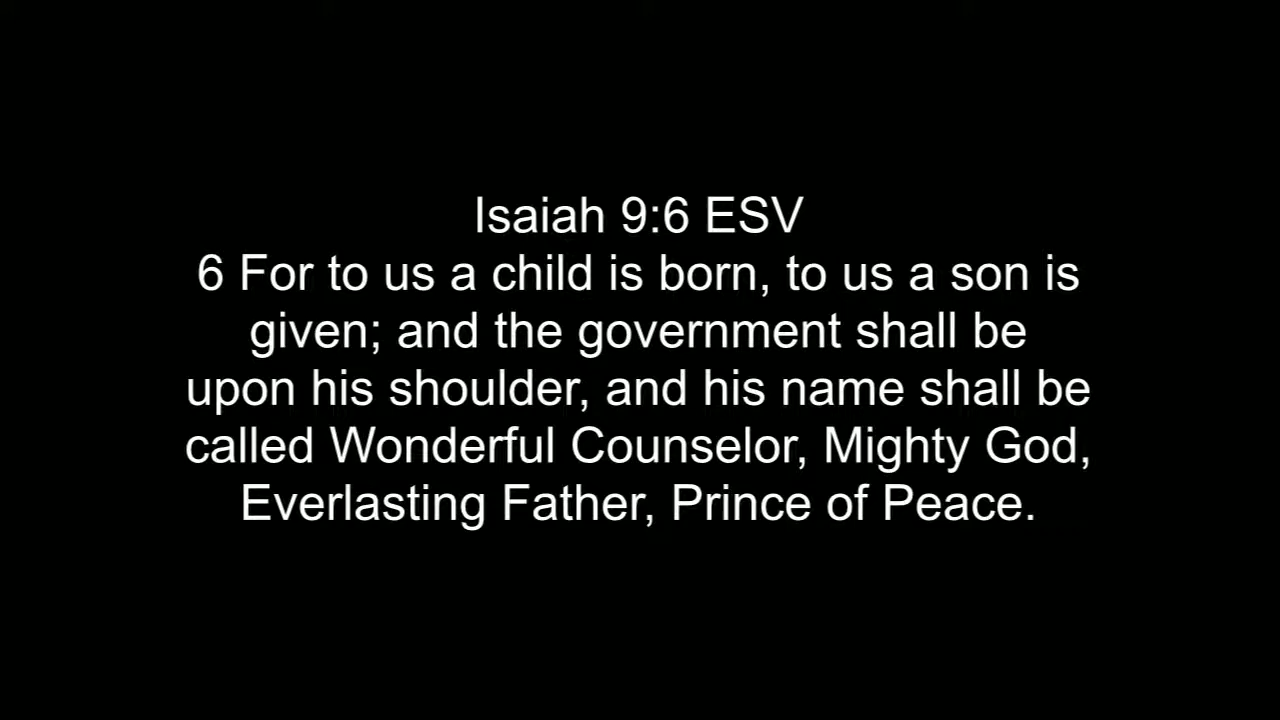 Isaiah 9:6 ESV
6 For to us a child is born, to us a son is
given; and the government shall be
upon his shoulder, and his name shall be
called Wonderful Counselor, Mighty God,
Everlasting Father, Prince of Peace.